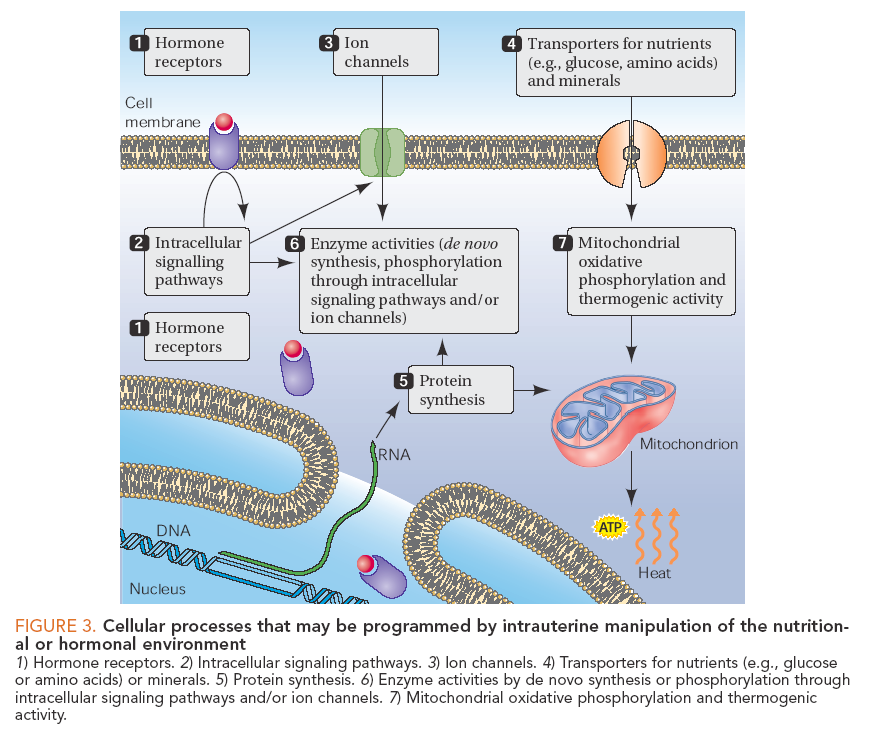 1 Hormone
receptors
3 Ion
channels
4 Transporters for nutrients
(e.g., glucose, amino acids)
and minerals
Cell
membrane
2 Intracellular
signalling
pathways
6 Enzyme activities (de novo
synthesis, phosphorylation
through intracellular
signaling pathways and/or
ion channels)
7 Mitochondrial
oxidative
phosphorylation and
thermogenic activity
1 Hormone
receptors
5 Protein
synthesis
RNA
Mitochondrion
DNA
ATP
Heat
Nucleus
FIGURE 3. Cellular processes that may be programmed by intrauterine manipulation of the nutrition-
al or hormonal environment
1) Hormone receptors. 2) Intracellular signaling pathways. 3) Ion channels. 4) Transporters for nutrients (e.g., glucose
or amino acids) or minerals. 5) Protein synthesis. 6) Enzyme activities by de novo synthesis or phosphorylation through
intracellular signaling pathways and/or ion channels. 7) Mitochondrial oxidative phosphorylation and thermogenic
activity.